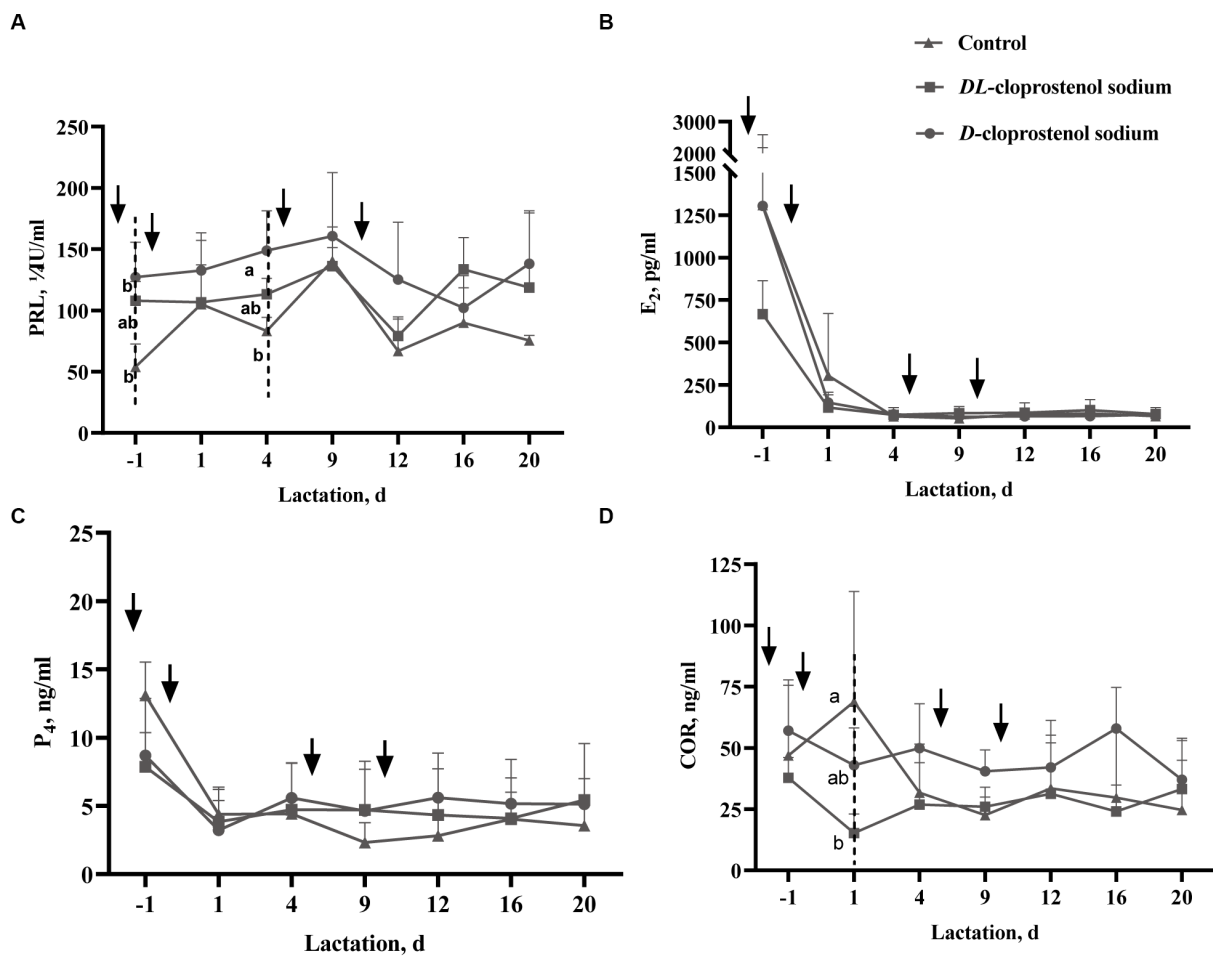 A
PRL, ¼IU/ml
250
200
150
100
50
0
b
ab
b
a
ab
b
-1 1 4 9 12 16 20
Lactation, d
B
Control
DL-cloprostenol sodium
D-cloprostenol sodium
E2, pg/ml
3000
2000
1500
1250
1000
750
500
250
0
-1 1 4 9 12 16 20
Lactation, d
C
P4, ng/ml
25
20
15
10
5
0
-1 1 4 9 12 16 20
Lactation, d
D
COR, ng/ml
125
100
75
50
25
0
a
ab
b
-1 1 4 9 12 16 20
Lactation, d